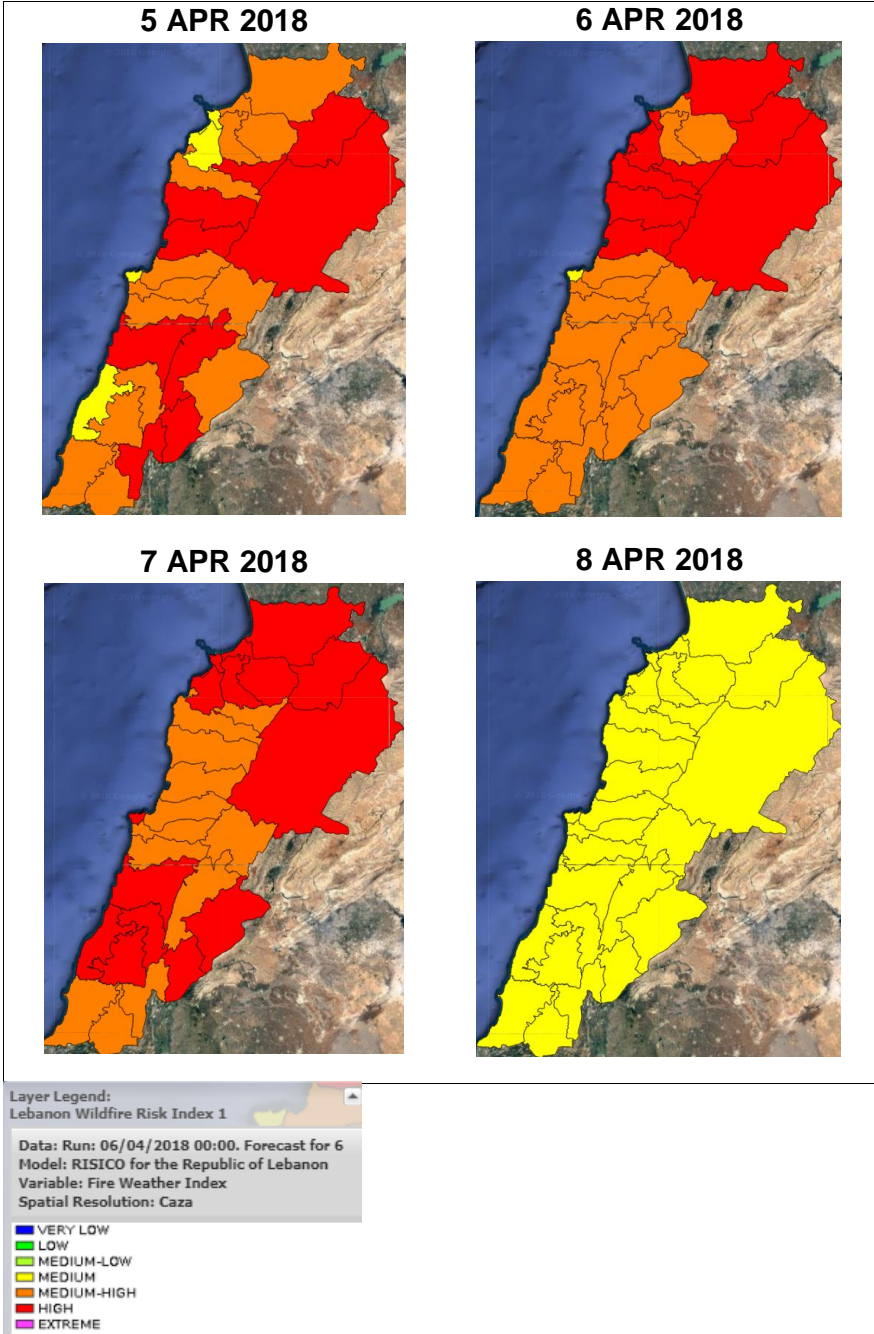 5 APR 2018
6 APR 2018
7 APR 2018
8 APR 2018
Layer Legend:
Lebanon Wildfire Risk Index 1
Data: Run: 06/04/2018 00:00. Forecast for 6
Model: RISICO for the Republic of Lebanon
Variable: Fire Weather Index
Spatial Resolution: Caza
VERY LOW
LOW
MEDIUM-LOW
MEDIUM
MEDIUM-HIGH
HIGH
EXTREME